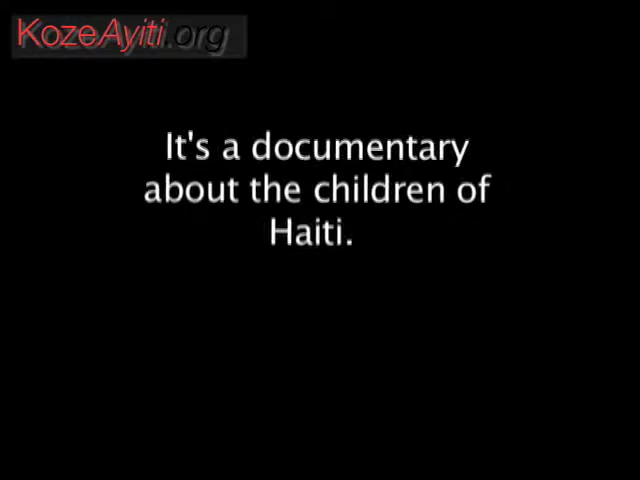 KozeAyiti.org
It's a documentary
about the children of
Haiti.